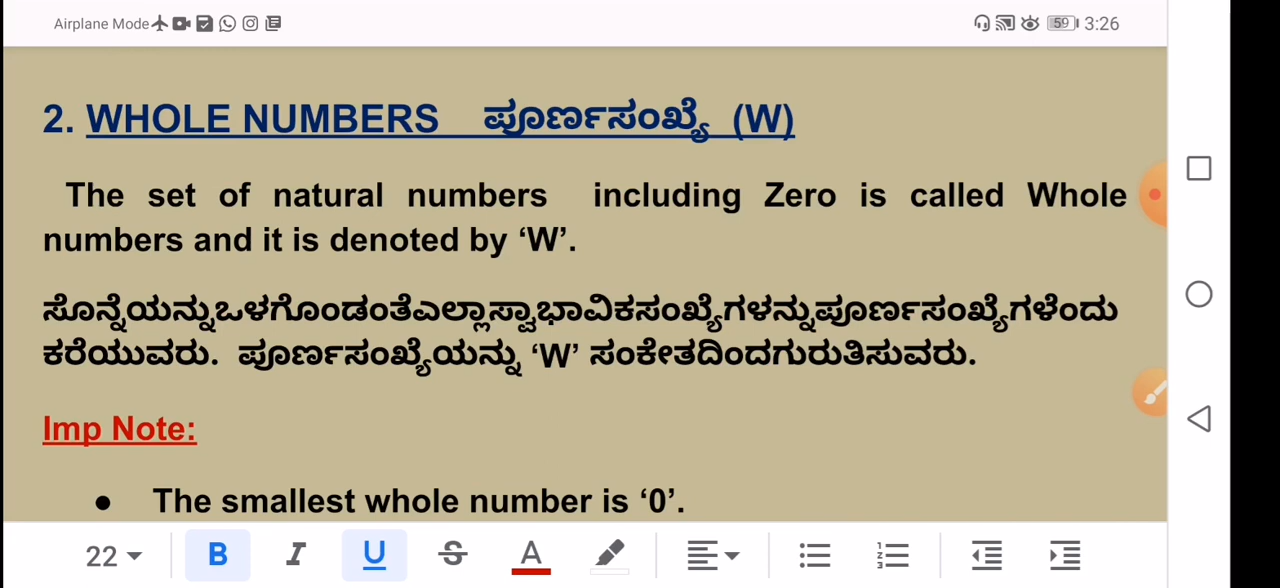 Airplane Mode 59 3:26
2. WHOLE NUMBERS ಪೂರ್ಣಸಂಖ್ಯೆ (W)
The set of natural numbers including Zero is called Whole
numbers and it is denoted by ‘W’.
ಸೊನ್ನೆಯನ್ನುಒಳಗೊಂಡಂತೆಎಲ್ಲಾಸ್ವಾಭಾವಿಕಸಂಖ್ಯೆಗಳನ್ನುಪೂರ್ಣಸಂಖ್ಯೆಗಳೆಂದು
ಕರೆಯುವರು. ಪೂರ್ಣಸಂಖ್ಯೆಯನ್ನು ‘W’ ಸಂಕೇತದಿಂದಗುರುತಿಸುವರು.
Imp Note:
● The smallest whole number is ‘0’.
22 B I U S A